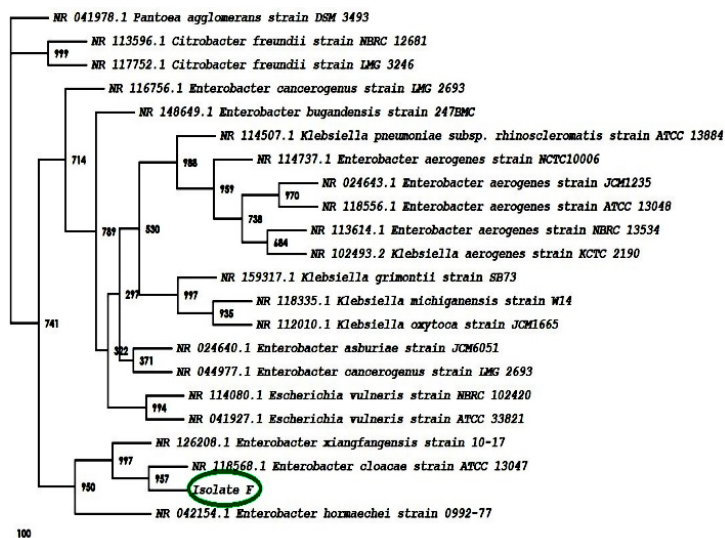 NR 041978.1 Pantoea agglomerans strain DSM 3493
NR 113596.1 Citrobacter freundii strain NBRC 12681
999
NR 117752.1 Citrobacter freundii strain LMG 3246
NR 116756.1 Enterobacter cancerogenus strain LMG 2693
NR 148649.1 Enterobacter bugandensis strain 247BMC
NR 114507.1 Klebsiella pneumoniae subsp. rhinoscleromatis strain ATCC 13884
714
988
NR 114737.1 Enterobacter aerogenes strain NCTC10006
NR 024643.1 Enterobacter aerogenes strain JCM1235
959
970
NR 118556.1 Enterobacter aerogenes strain ATCC 13048
738
789
530
NR 113614.1 Enterobacter aerogenes strain NBRC 13534
684
NR 102493.2 Klebsiella aerogenes strain KCTC 2190
NR 159317.1 Klebsiella grimontii strain SB73
297
997
NR 118335.1 Klebsiella michiganensis strain W14
935
741
NR 112010.1 Klebsiella oxytoca strain JCM1665
NR 024640.1 Enterobacter asburiae strain JCM6051
322
371
NR 044977.1 Enterobacter cancerogenus strain LMG 2693
NR 114080.1 Escherichia vulneris strain NBRC 102420
994
NR 041927.1 Escherichia vulneris strain ATCC 33821
NR 126208.1 Enterobacter xiangfangensis strain 10-17
997
NR 118568.1 Enterobacter cloacae strain ATCC 13047
957
950
Isolate F
NR 042154.1 Enterobacter hormaechei strain 0992-77
100